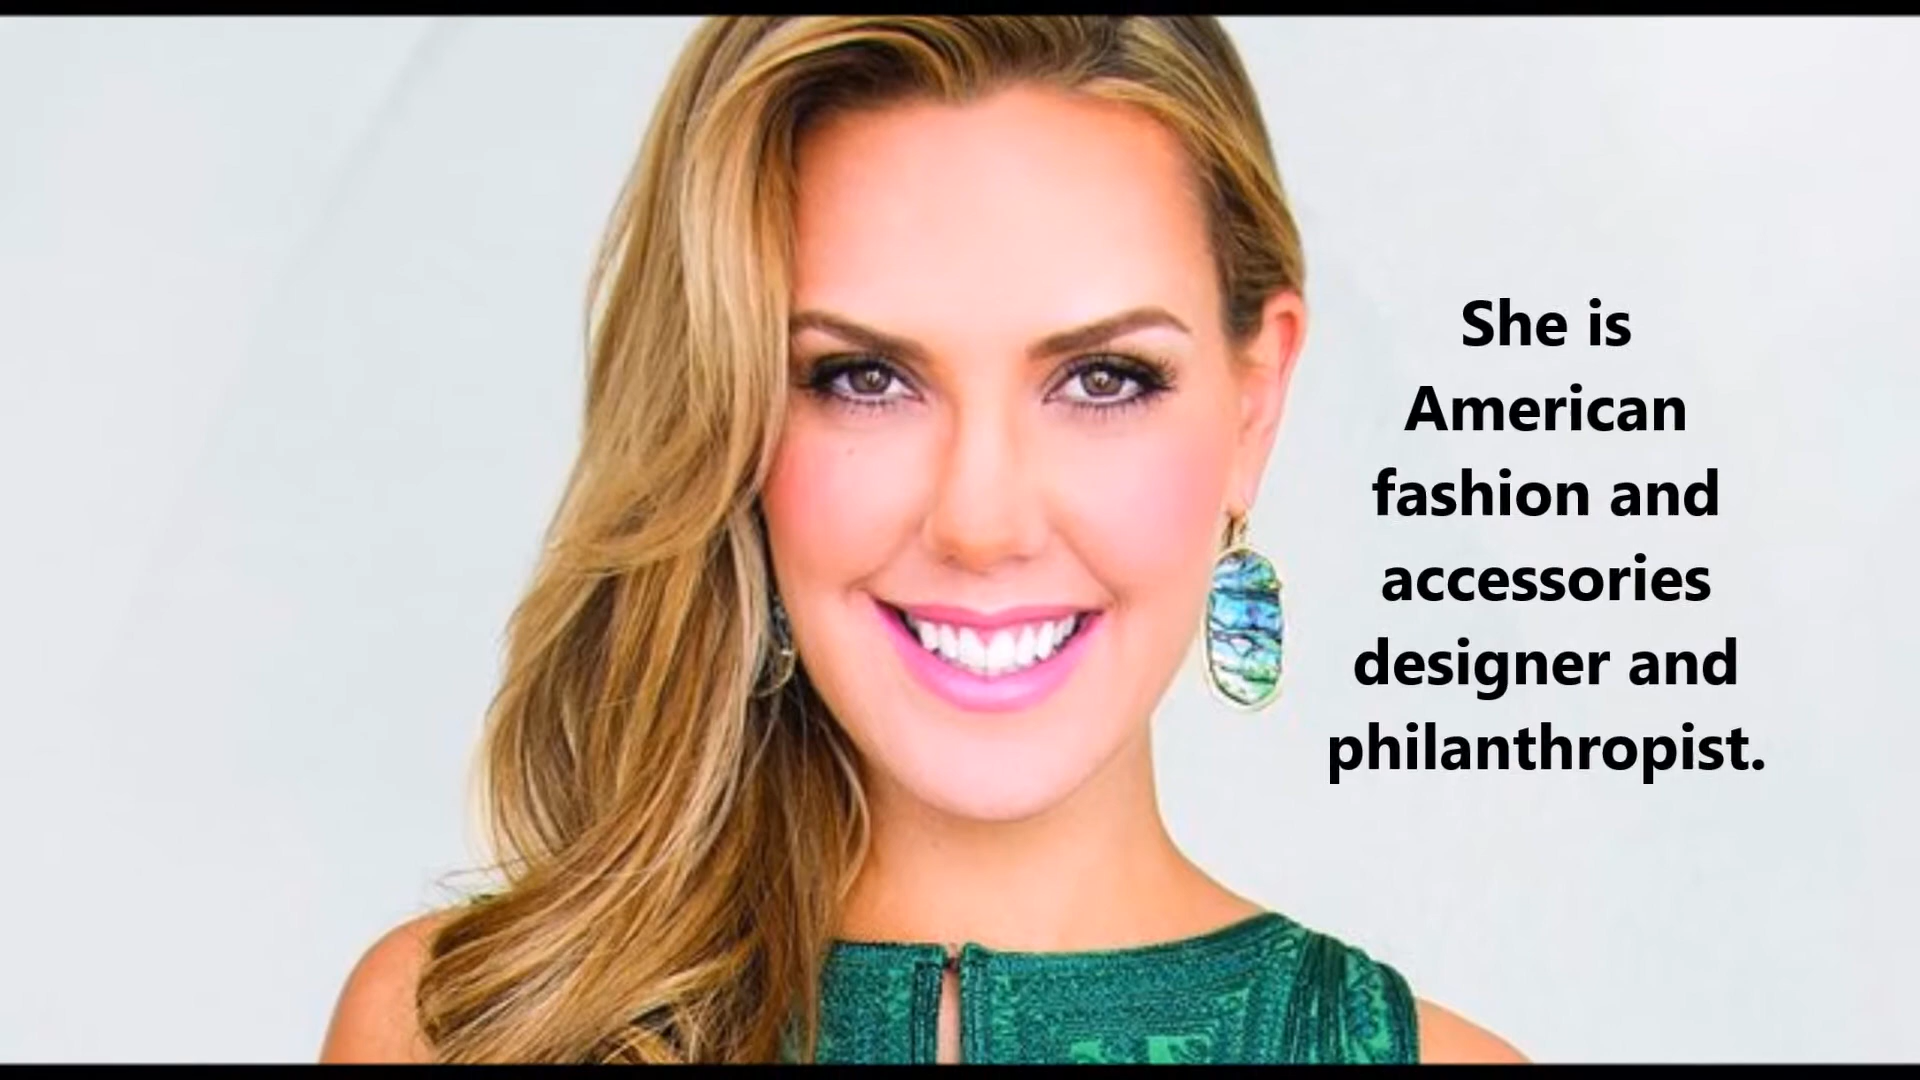 She is
American
fashion and
accessories
designer and
philanthropist.